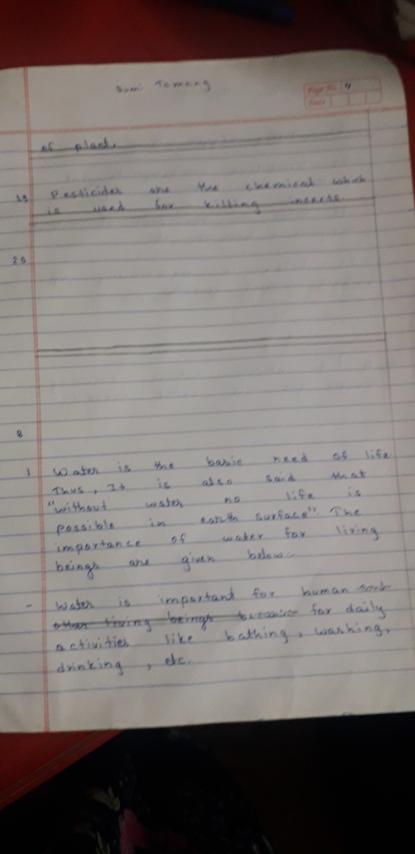 Page No. 4
Date
of plant.
19 Pesticides are the chemical which
is used for killing insects.
20
8
1 Water is the basic need of life
Thus, It is also said that
"without water no life is
possible in earth surface". The
importance of water for living
beings are given below.
- Water is important for human
other living beings because for daily
activities like bathing, washing,
drinking, etc.